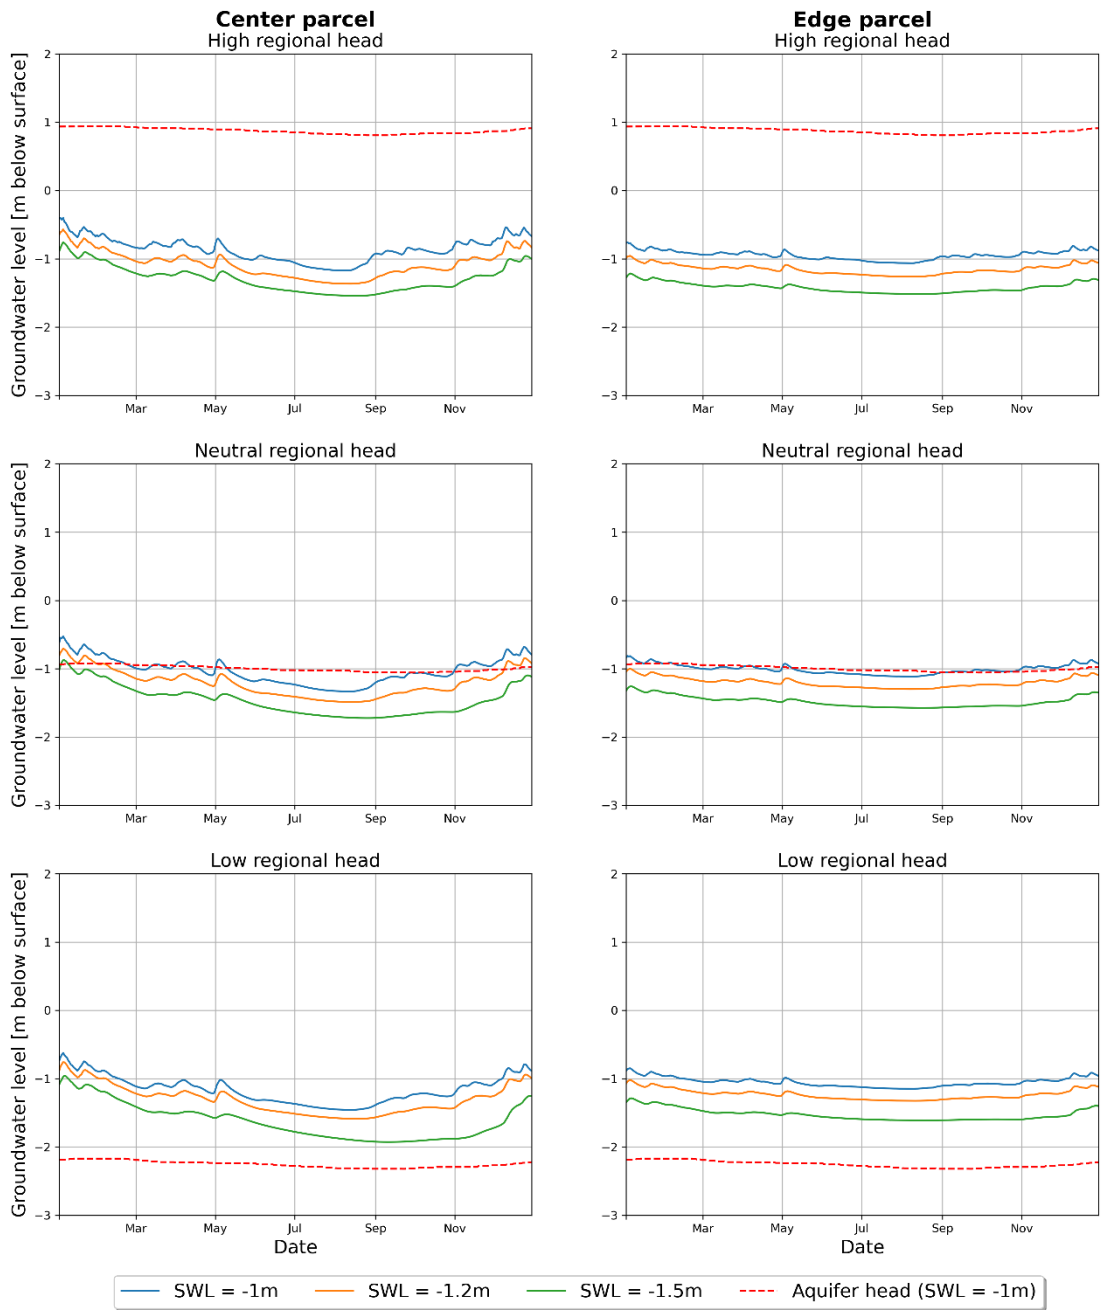 Center parcel
High regional head
Edge parcel
High regional head
Groundwater level [m below surface]
2
1
0
−1
−2
−3
Mar May Jul Sep Nov
2
1
0
−1
−2
−3
Mar May Jul Sep Nov
Neutral regional head
Neutral regional head
Groundwater level [m below surface]
2
1
0
−1
−2
−3
Mar May Jul Sep Nov
2
1
0
−1
−2
−3
Mar May Jul Sep Nov
Low regional head
Low regional head
Groundwater level [m below surface]
2
1
0
−1
−2
−3
Mar May Jul Sep Nov
Date
2
1
0
−1
−2
−3
Mar May Jul Sep Nov
Date
SWL = -1m SWL = -1.2m SWL = -1.5m Aquifer head (SWL = -1m)